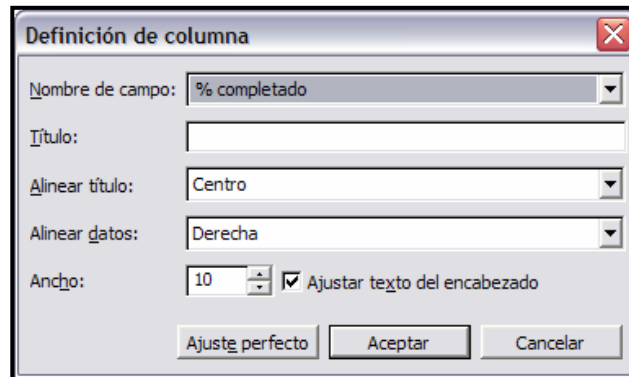 Definición de columna
Nombre de campo: % completado
Título:
Alinear título: Centro
Alinear datos: Derecha
Ancho: 10 Ajustar texto del encabezado
Ajuste perfecto Aceptar Cancelar